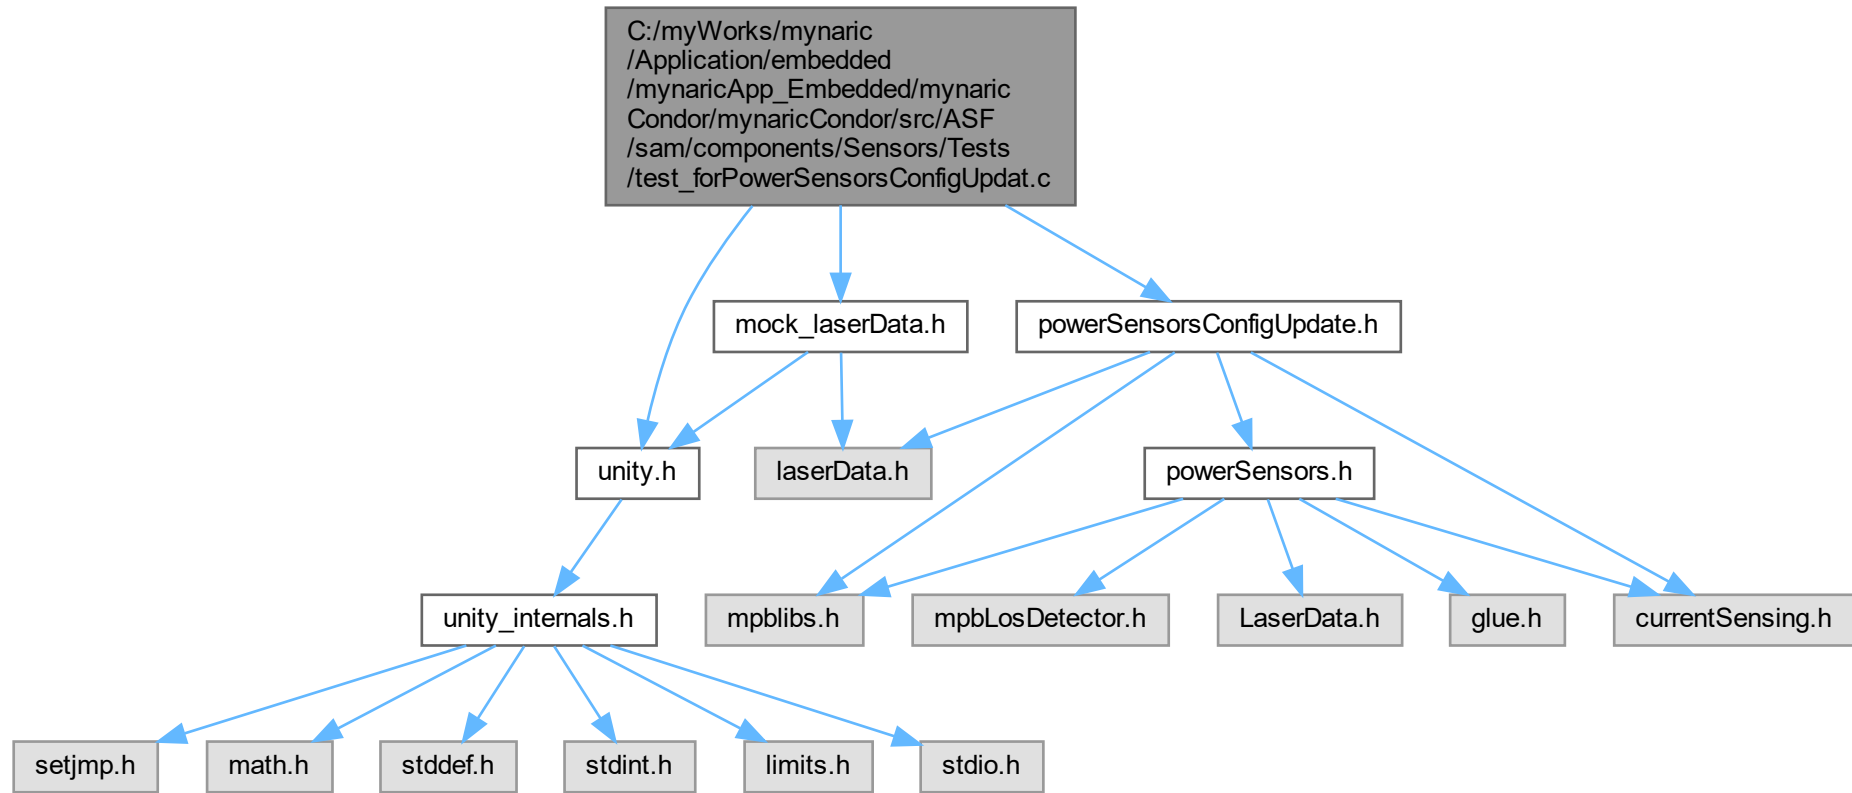 C:/myWorks/mynaric
/Application/embedded
/mynaricApp_Embedded/mynaric
Condor/mynaricCondor/src/ASF
/sam/components/Sensors/Tests
/test_forPowerSensorsConfigUpdat.c
mock_laserData.h
powerSensorsConfigUpdate.h
unity.h
laserData.h
powerSensors.h
unity_internals.h
mpblibs.h
mpbLosDetector.h
LaserData.h
glue.h
currentSensing.h
setjmp.h
math.h
stddef.h
stdint.h
limits.h
stdio.h